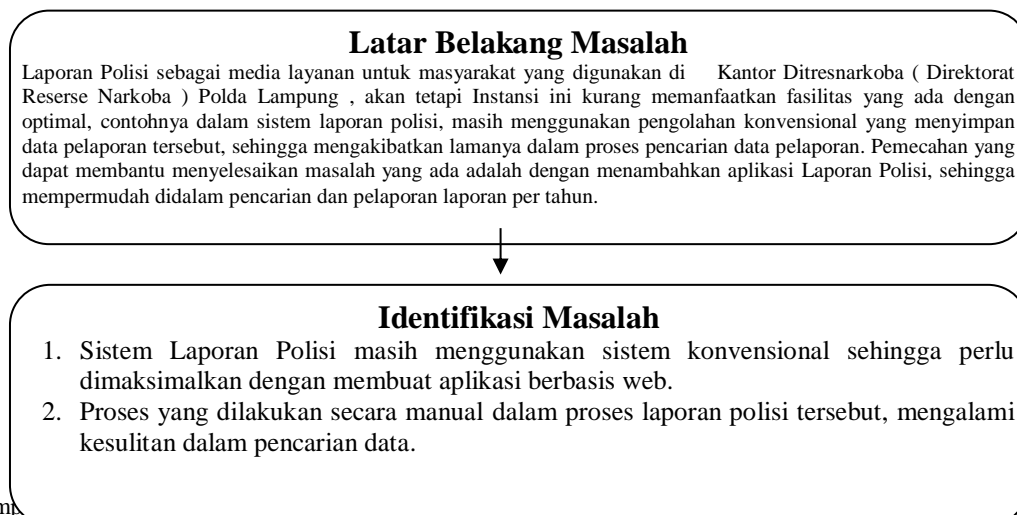 Latar Belakang Masalah
Laporan Polisi sebagai media layanan untuk masyarakat yang digunakan di Kantor Ditresnarkoba ( Direktorat
Reserse Narkoba ) Polda Lampung , akan tetapi Instansi ini kurang memanfaatkan fasilitas yang ada dengan
optimal, contohnya dalam sistem laporan polisi, masih menggunakan pengolahan konvensional yang menyimpan
data pelaporan tersebut, sehingga mengakibatkan lamanya dalam proses pencarian data pelaporan. Pemecahan yang
dapat membantu menyelesaikan masalah yang ada adalah dengan menambahkan aplikasi Laporan Polisi, sehingga
mempermudah didalam pencarian dan pelaporan laporan per tahun.
Identifikasi Masalah
1. Sistem Laporan Polisi masih menggunakan sistem konvensional sehingga perlu
dimaksimalkan dengan membuat aplikasi berbasis web.
2. Proses yang dilakukan secara manual dalam proses laporan polisi tersebut, mengalami
kesulitan dalam pencarian data.